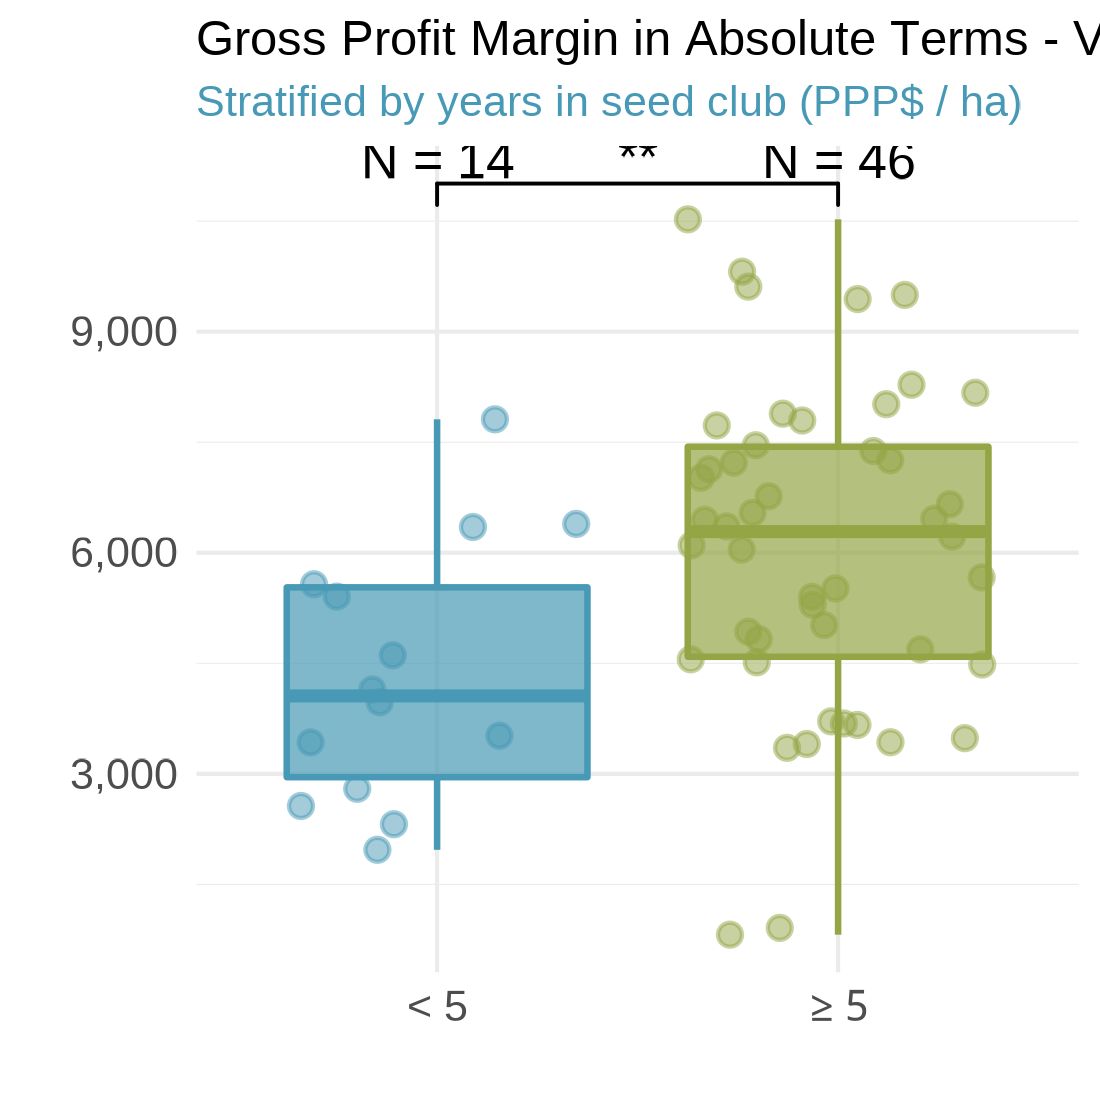 Gross Profit Margin in Absolute Terms - V
Stratified by years in seed club (PPP$ / ha)
N = 14 ** N = 46
9,000
6,000
3,000
< 5 ≥ 5